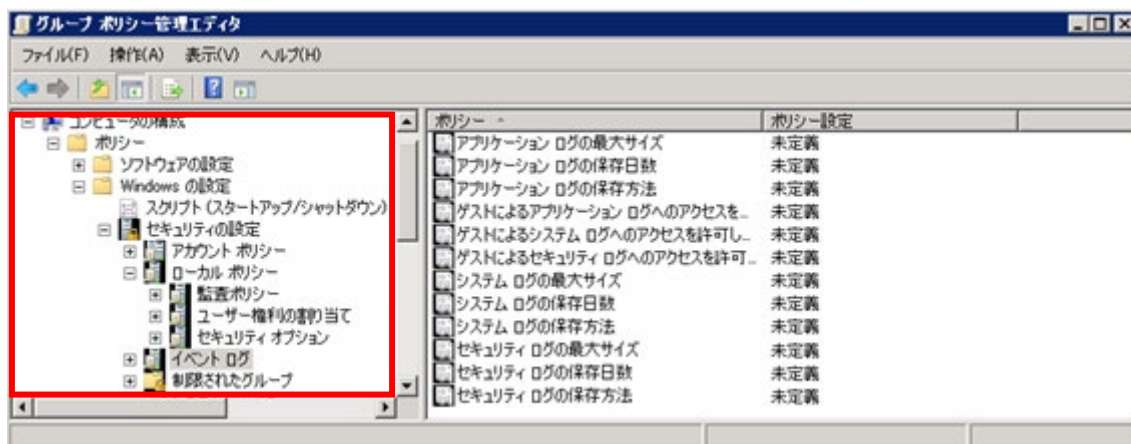 グループ ポリシー管理エディタ
ファイル(F) 操作(A) 表示(V) ヘルプ(H)
コンピュータの構成
ポリシー
ソフトウェアの設定
Windows の設定
スクリプト (スタートアップ/シャットダウン)
セキュリティの設定
アカウント ポリシー
ローカル ポリシー
監査ポリシー
ユーザー権利の割り当て
セキュリティ オプション
イベント ログ
制限されたグループ
ポリシー ポリシー設定
アプリケーション ログの最大サイズ 未定義
アプリケーション ログの保存日数 未定義
アプリケーション ログの保存方法 未定義
ゲストによるアプリケーション ログへのアクセスを... 未定義
ゲストによるシステム ログへのアクセスを許可し... 未定義
ゲストによるセキュリティ ログへのアクセスを許可... 未定義
システム ログの最大サイズ 未定義
システム ログの保存日数 未定義
システム ログの保存方法 未定義
セキュリティ ログの最大サイズ 未定義
セキュリティ ログの保存日数 未定義
セキュリティ ログの保存方法 未定義